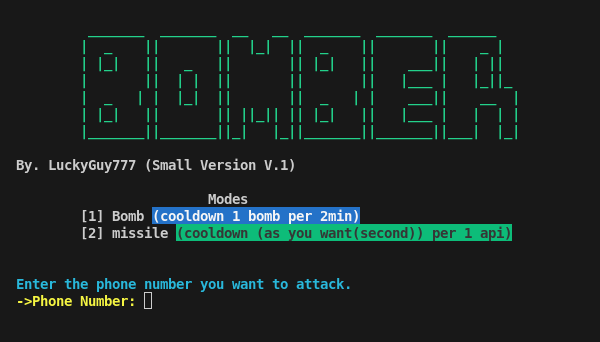 BOMBER
By. LuckyGuy777 (Small Version V.1)
Modes
[1] Bomb (cooldown 1 bomb per 2min)
[2] missile (cooldown (as you want(second)) per 1 api)
Enter the phone number you want to attack.
->Phone Number: